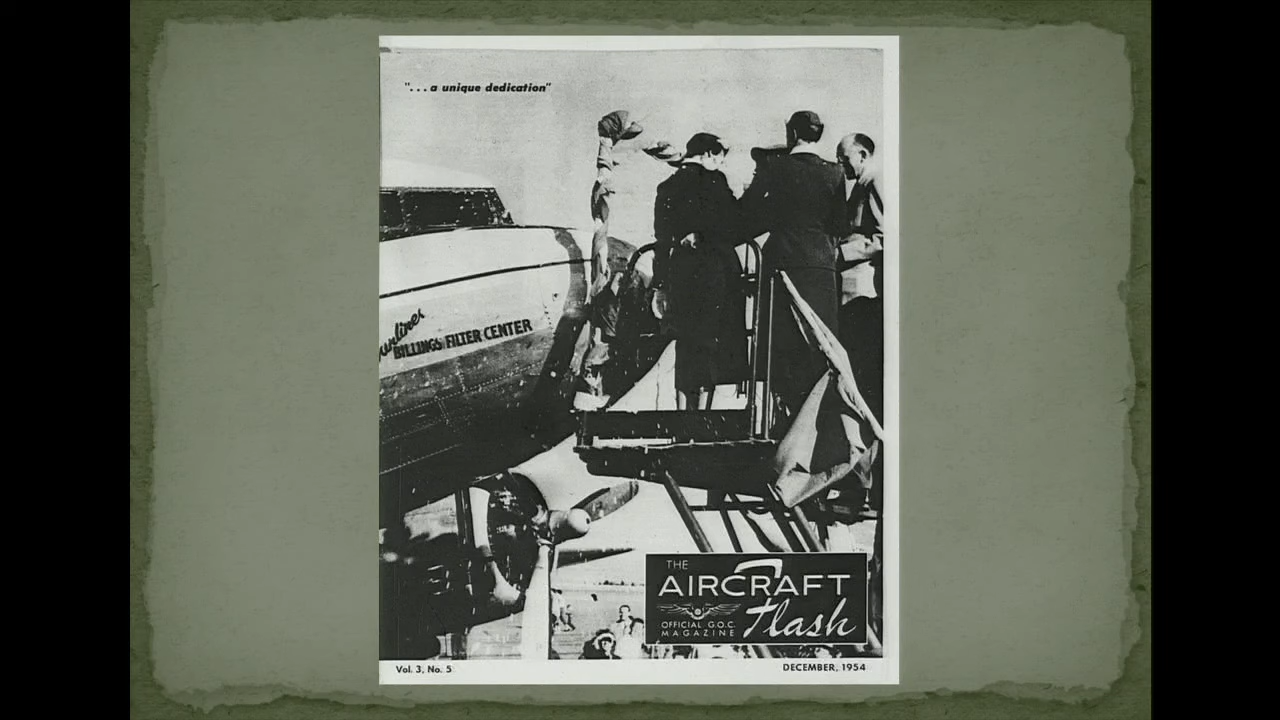 "...a unique dedication"
BILLINGS FILTER CENTER
THE
AIRCRAFT
Flash
OFFICIAL G.O.C.
MAGAZINE
Vol. 3, No. 5
DECEMBER, 1954